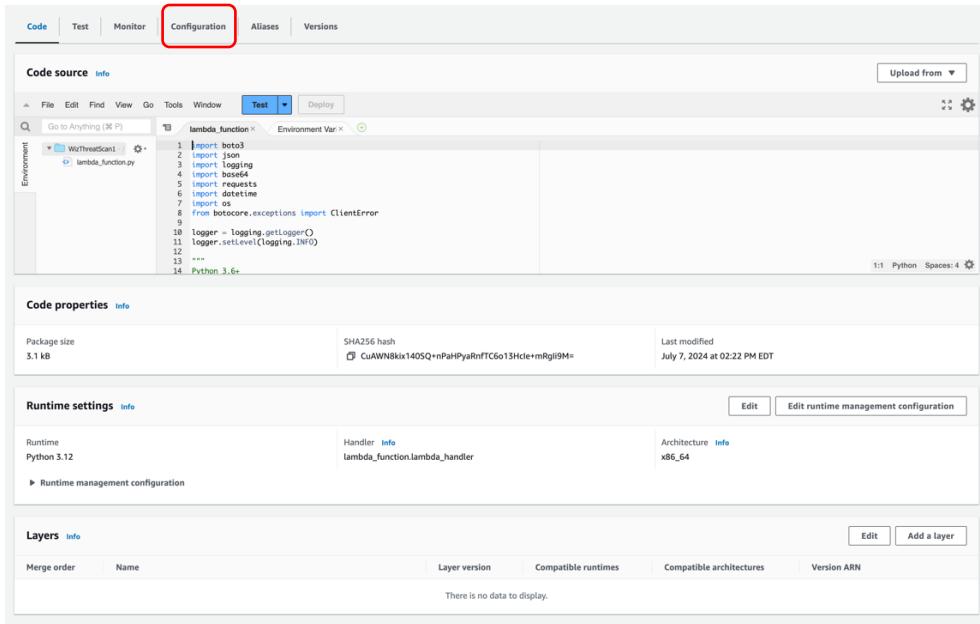 Code Test Monitor Configuration Aliases Versions
Code source Info Upload from ▼
File Edit Find View Go Tools Window Test Deploy
Go to Anything (⌘ P) lambda_function × Environment Var ×
Environment
WizThreatScan1
lambda_function.py
1 import boto3
2 import json
3 import logging
4 import base64
5 import requests
6 import datetime
7 import os
8 from botocore.exceptions import ClientError
9
10 logger = logging.getLogger()
11 logger.setLevel(logging.INFO)
12
13 """
14 Python 3.6+
1:1 Python Spaces: 4
Code properties Info
Package size SHA256 hash Last modified
3.1 kB CuAWN8kix140SQ+nPaHPyaRnfTC6o13Hcle+mRgli9M= July 7, 2024 at 02:22 PM EDT
Runtime settings Info Edit Edit runtime management configuration
Runtime Handler Info Architecture Info
Python 3.12 lambda_function.lambda_handler x86_64
Runtime management configuration
Layers Info Edit Add a layer
Merge order Name Layer version Compatible runtimes Compatible architectures Version ARN
There is no data to display.